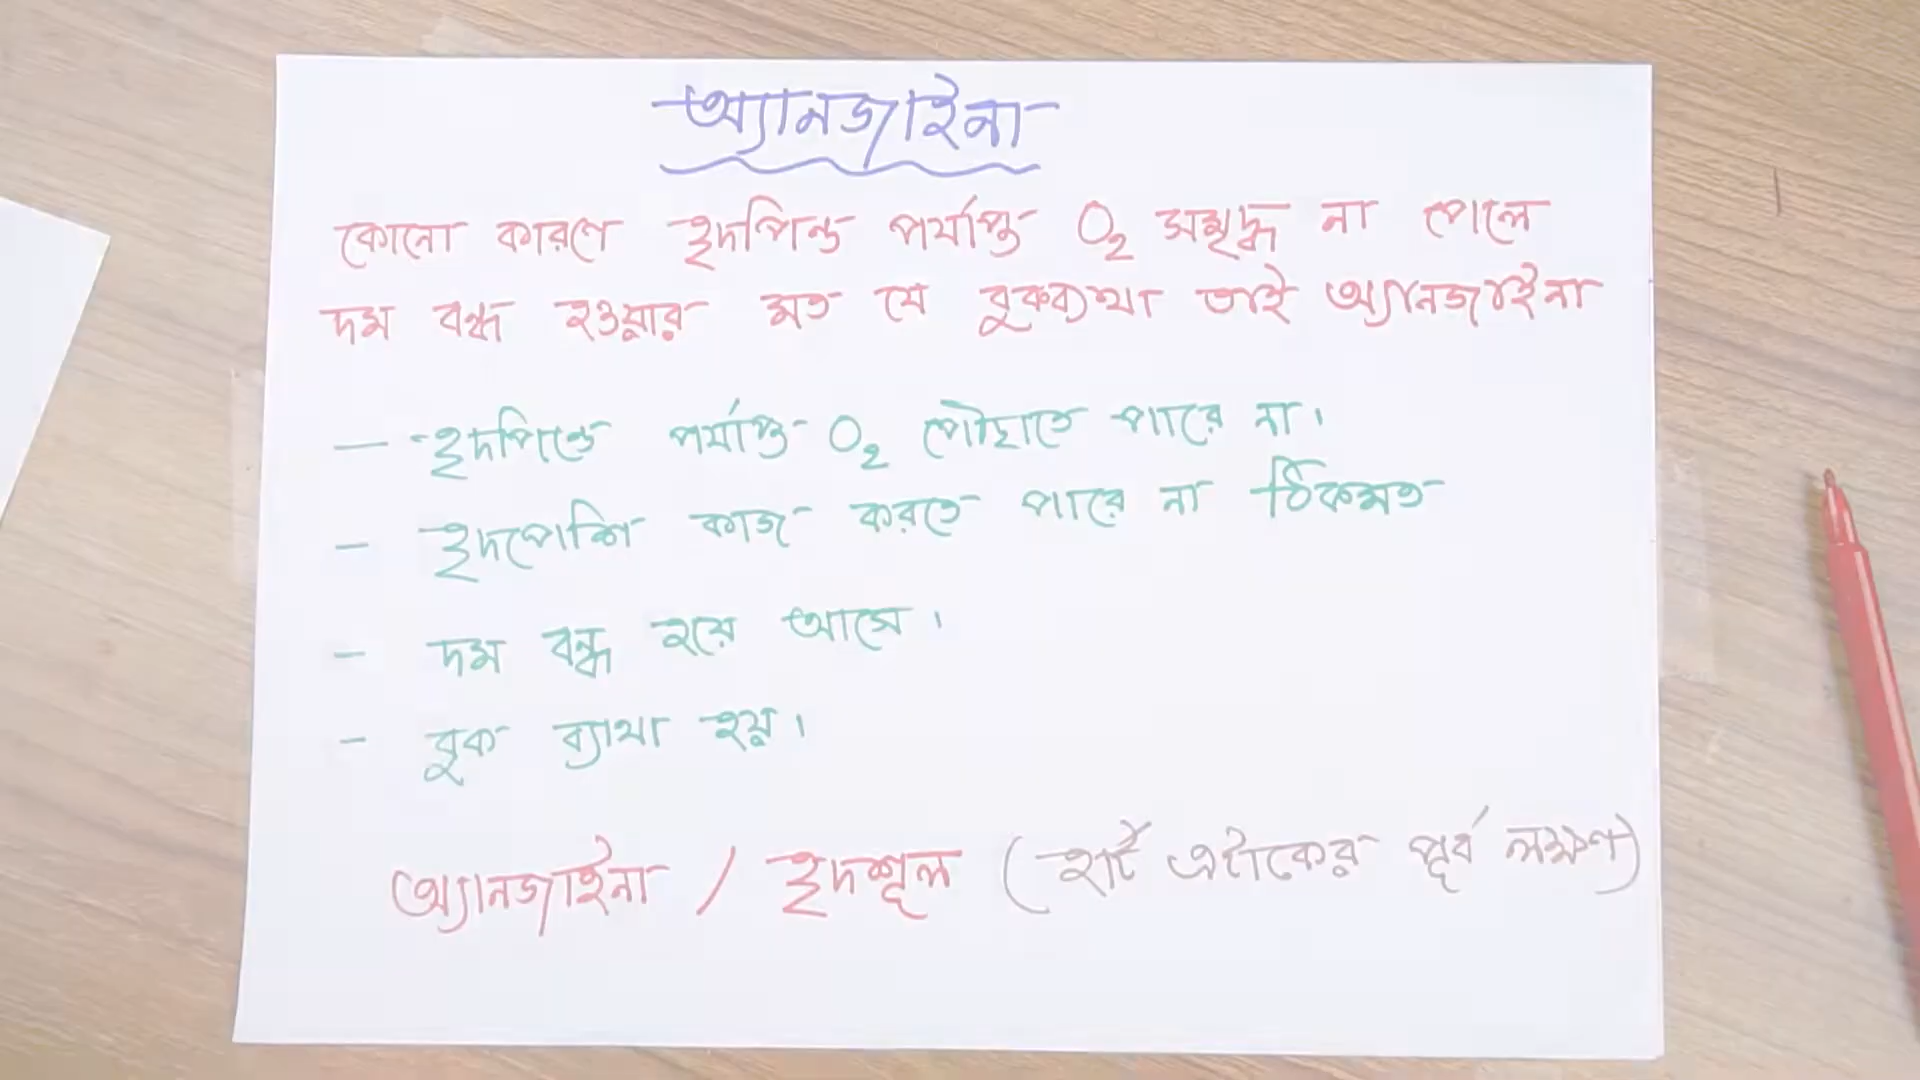 অ্যানজাইনা
কোনো কারণে হৃদপিন্ড পর্যাপ্ত O₂ সমৃদ্ধ না পেলে
দম বন্ধ হওয়ার মত যে বুকব্যথা তাই অ্যানজাইনা
— হৃদপিন্ডে পর্যাপ্ত O₂ পৌছাতে পারে না।
- হৃদপেশি কাজ করতে পারে না ঠিকমত
- দম বন্ধ হয়ে আসে।
- বুক ব্যাথা হয়।
অ্যানজাইনা / হৃদশূল (হার্ট এটাকের পূর্ব লক্ষণ)